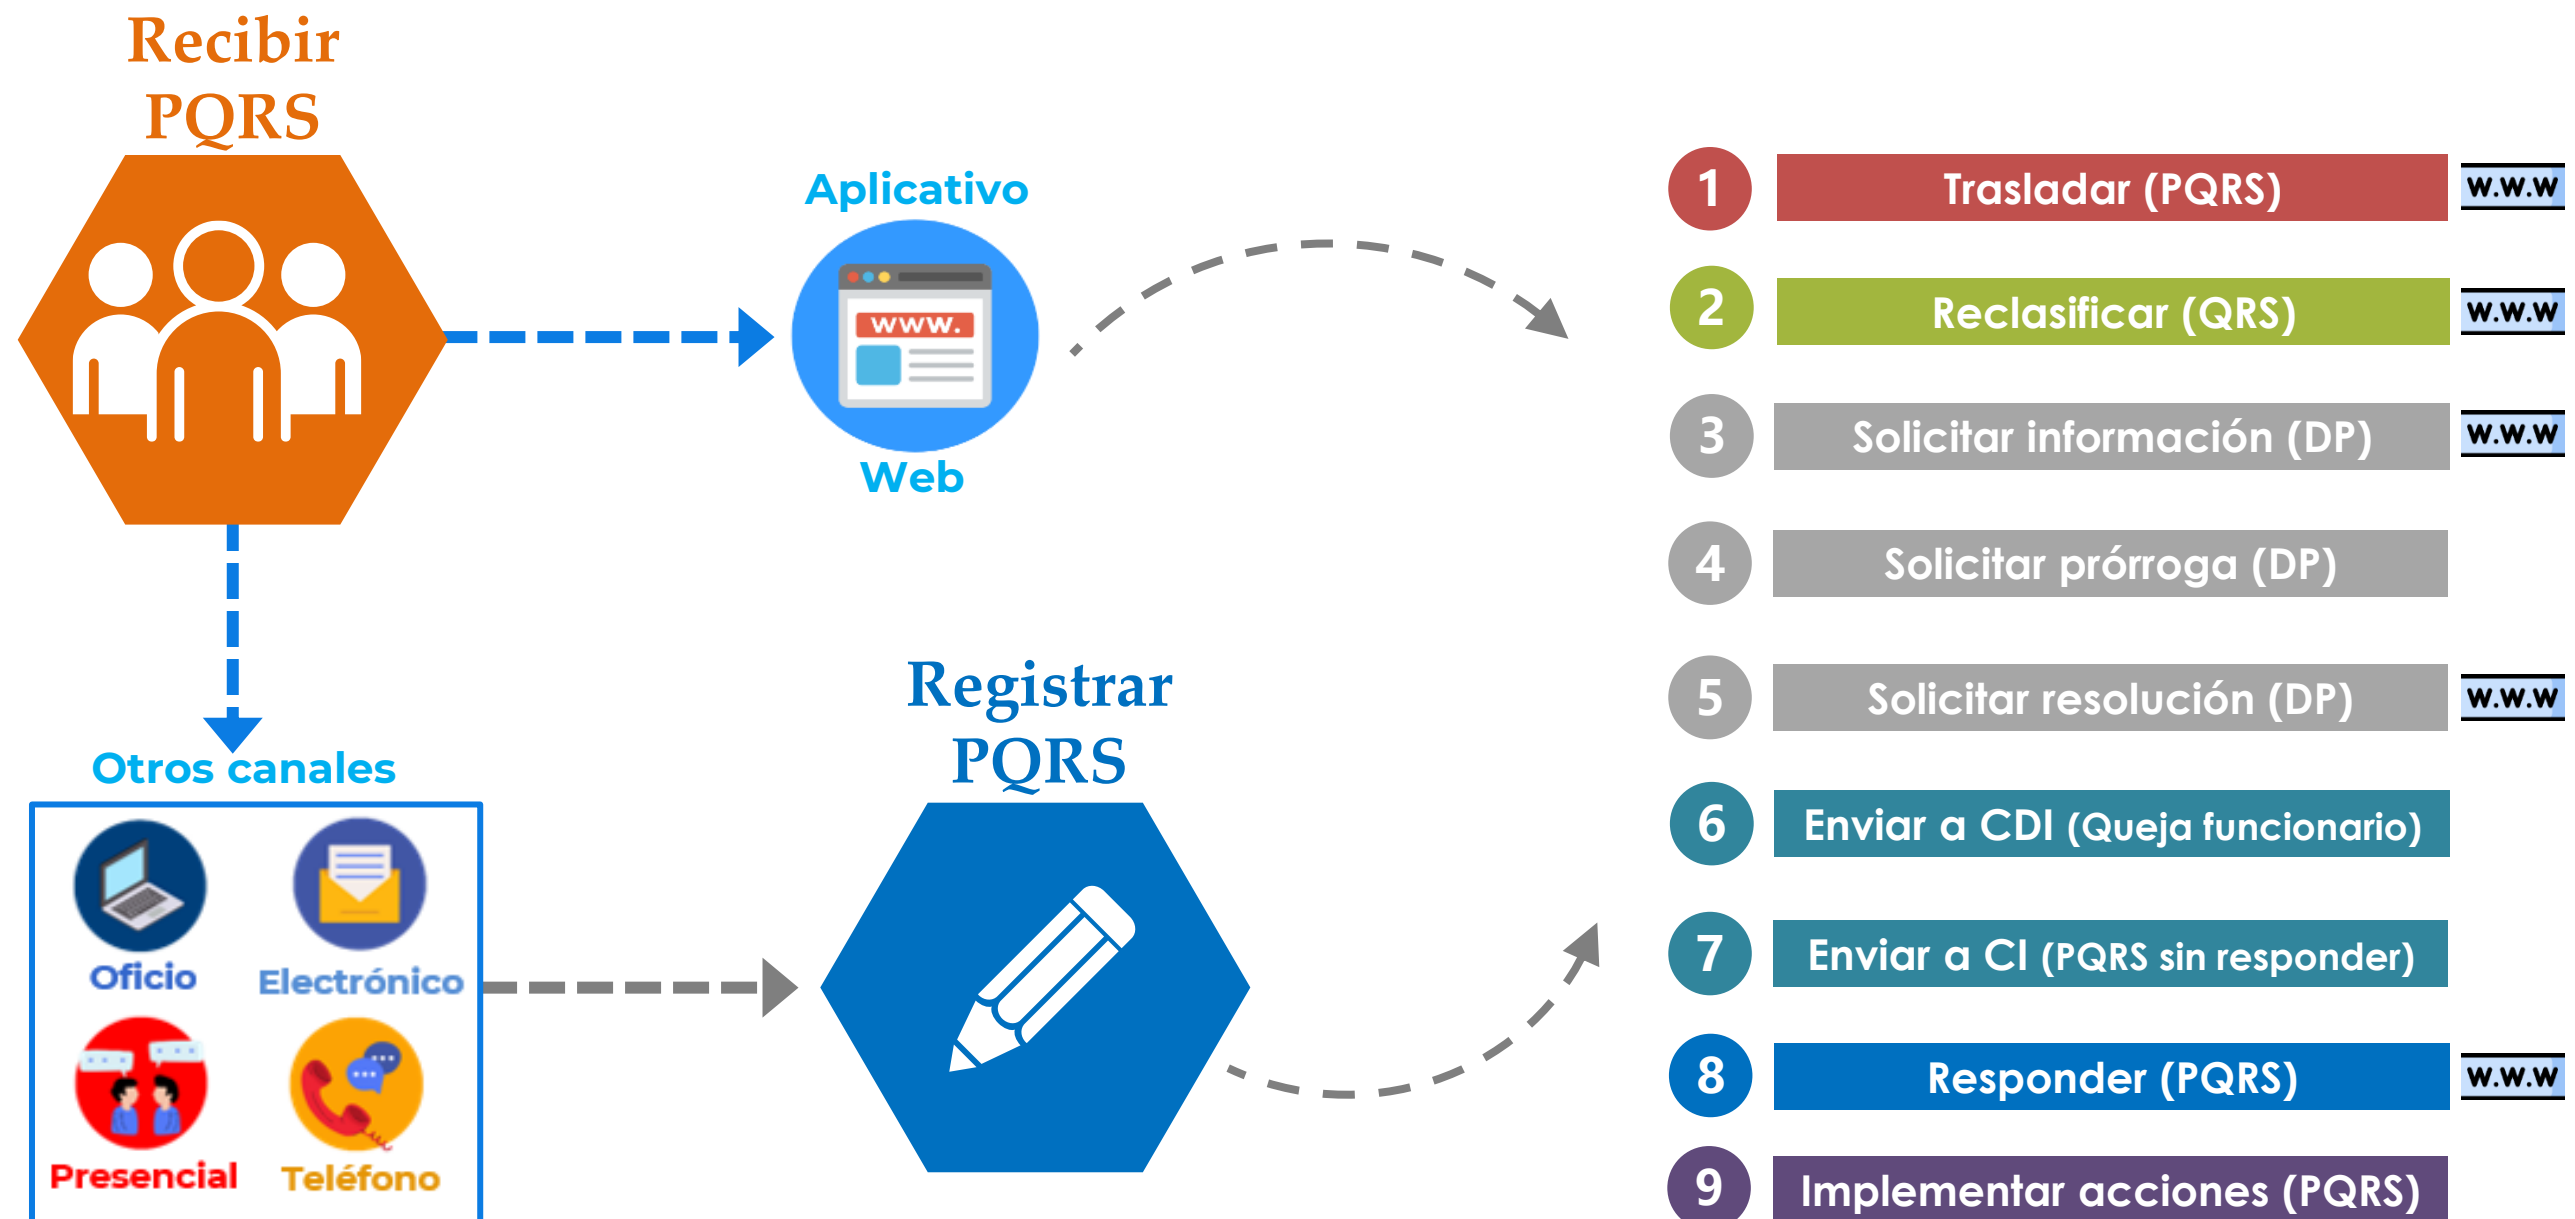 Recibir
PQRS
Aplicativo
www.
Web
Otros canales
Oficio
Electrónico
Presencial
Teléfono
Registrar
PQRS
1 Trasladar (PQRS) W.W.W
2 Reclasificar (QRS) W.W.W
3 Solicitar información (DP) W.W.W
4 Solicitar prórroga (DP)
5 Solicitar resolución (DP) W.W.W
6 Enviar a CDI (Queja funcionario)
7 Enviar a CI (PQRS sin responder)
8 Responder (PQRS) W.W.W
9 Implementar acciones (PQRS)